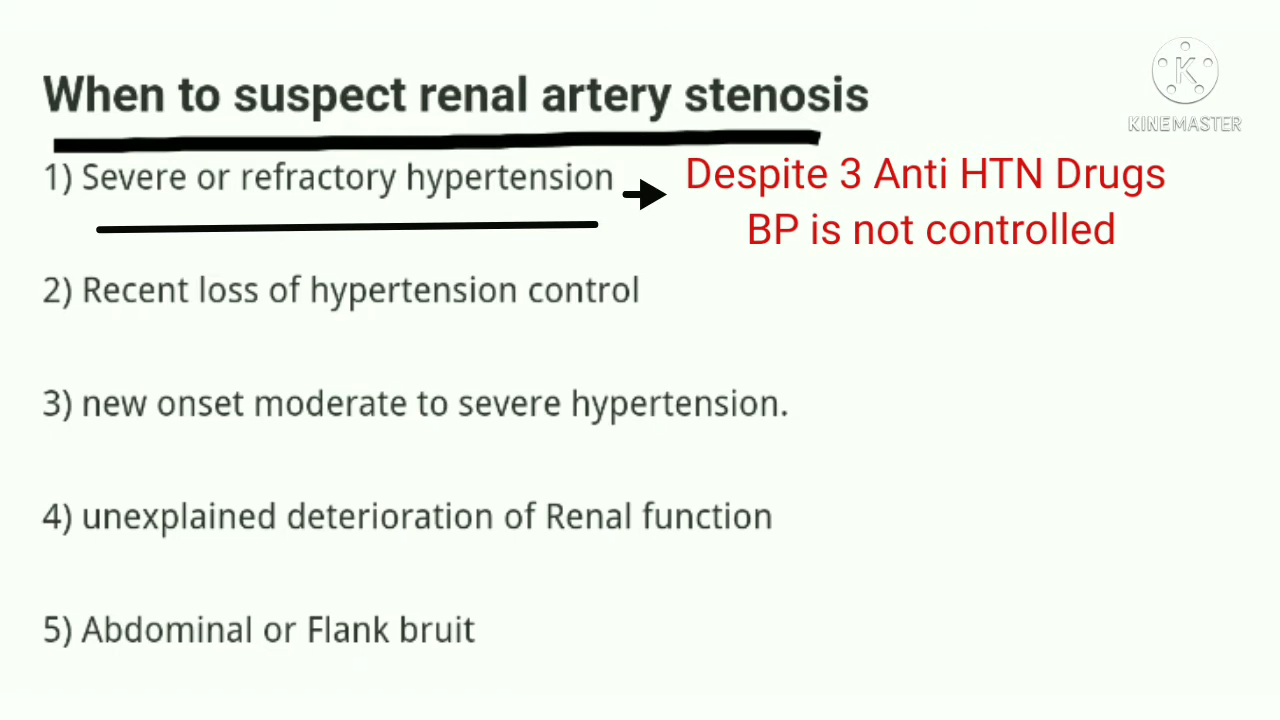 When to suspect renal artery stenosis
1) Severe or refractory hypertension
Despite 3 Anti HTN Drugs
BP is not controlled
2) Recent loss of hypertension control
3) new onset moderate to severe hypertension.
4) unexplained deterioration of Renal function
5) Abdominal or Flank bruit
K
KINEMASTER